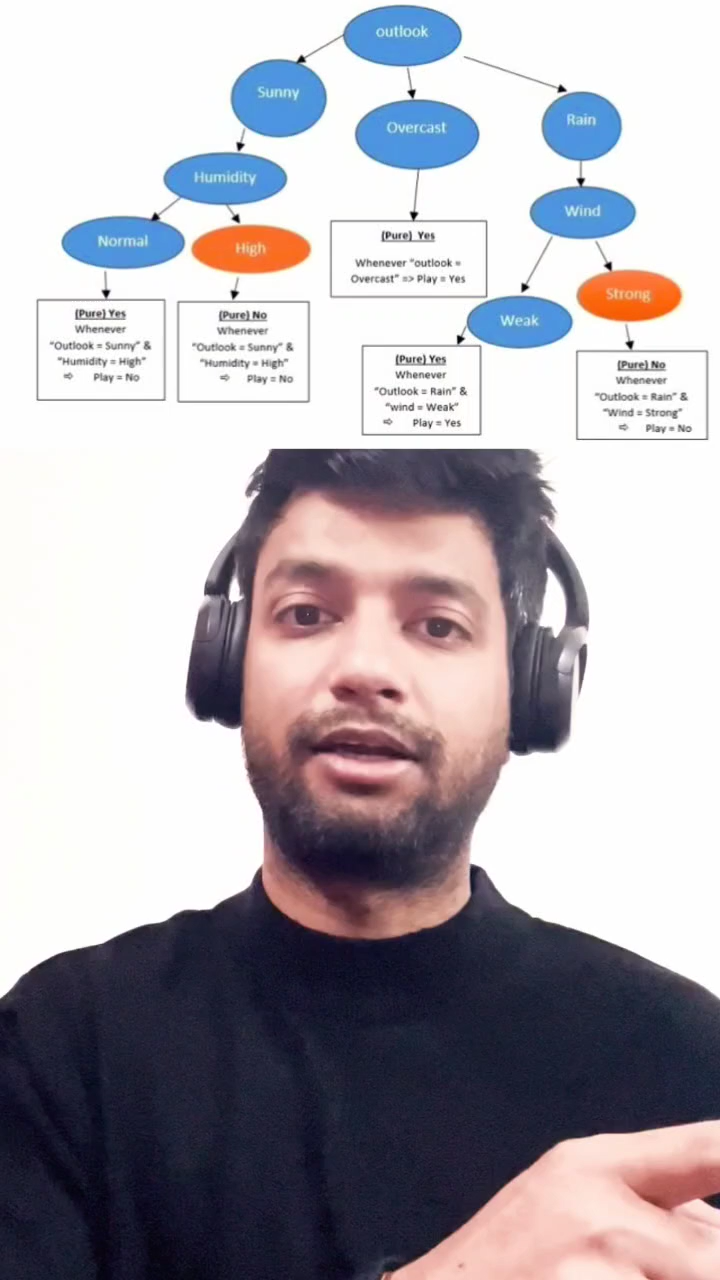 outlook
Sunny
Overcast
Rain
Humidity
Wind
Normal
High
Weak
Strong
(Pure) Yes
Whenever "outlook =
Overcast" => Play = Yes
(Pure) Yes
Whenever
"Outlook = Sunny" &
"Humidity = High"
⇨ Play = No
(Pure) No
Whenever
"Outlook = Sunny" &
"Humidity = High"
⇨ Play = No
(Pure) Yes
Whenever
"Outlook = Rain" &
"wind = Weak"
⇨ Play = Yes
(Pure) No
Whenever
"Outlook = Rain" &
"Wind = Strong"
⇨ Play = No